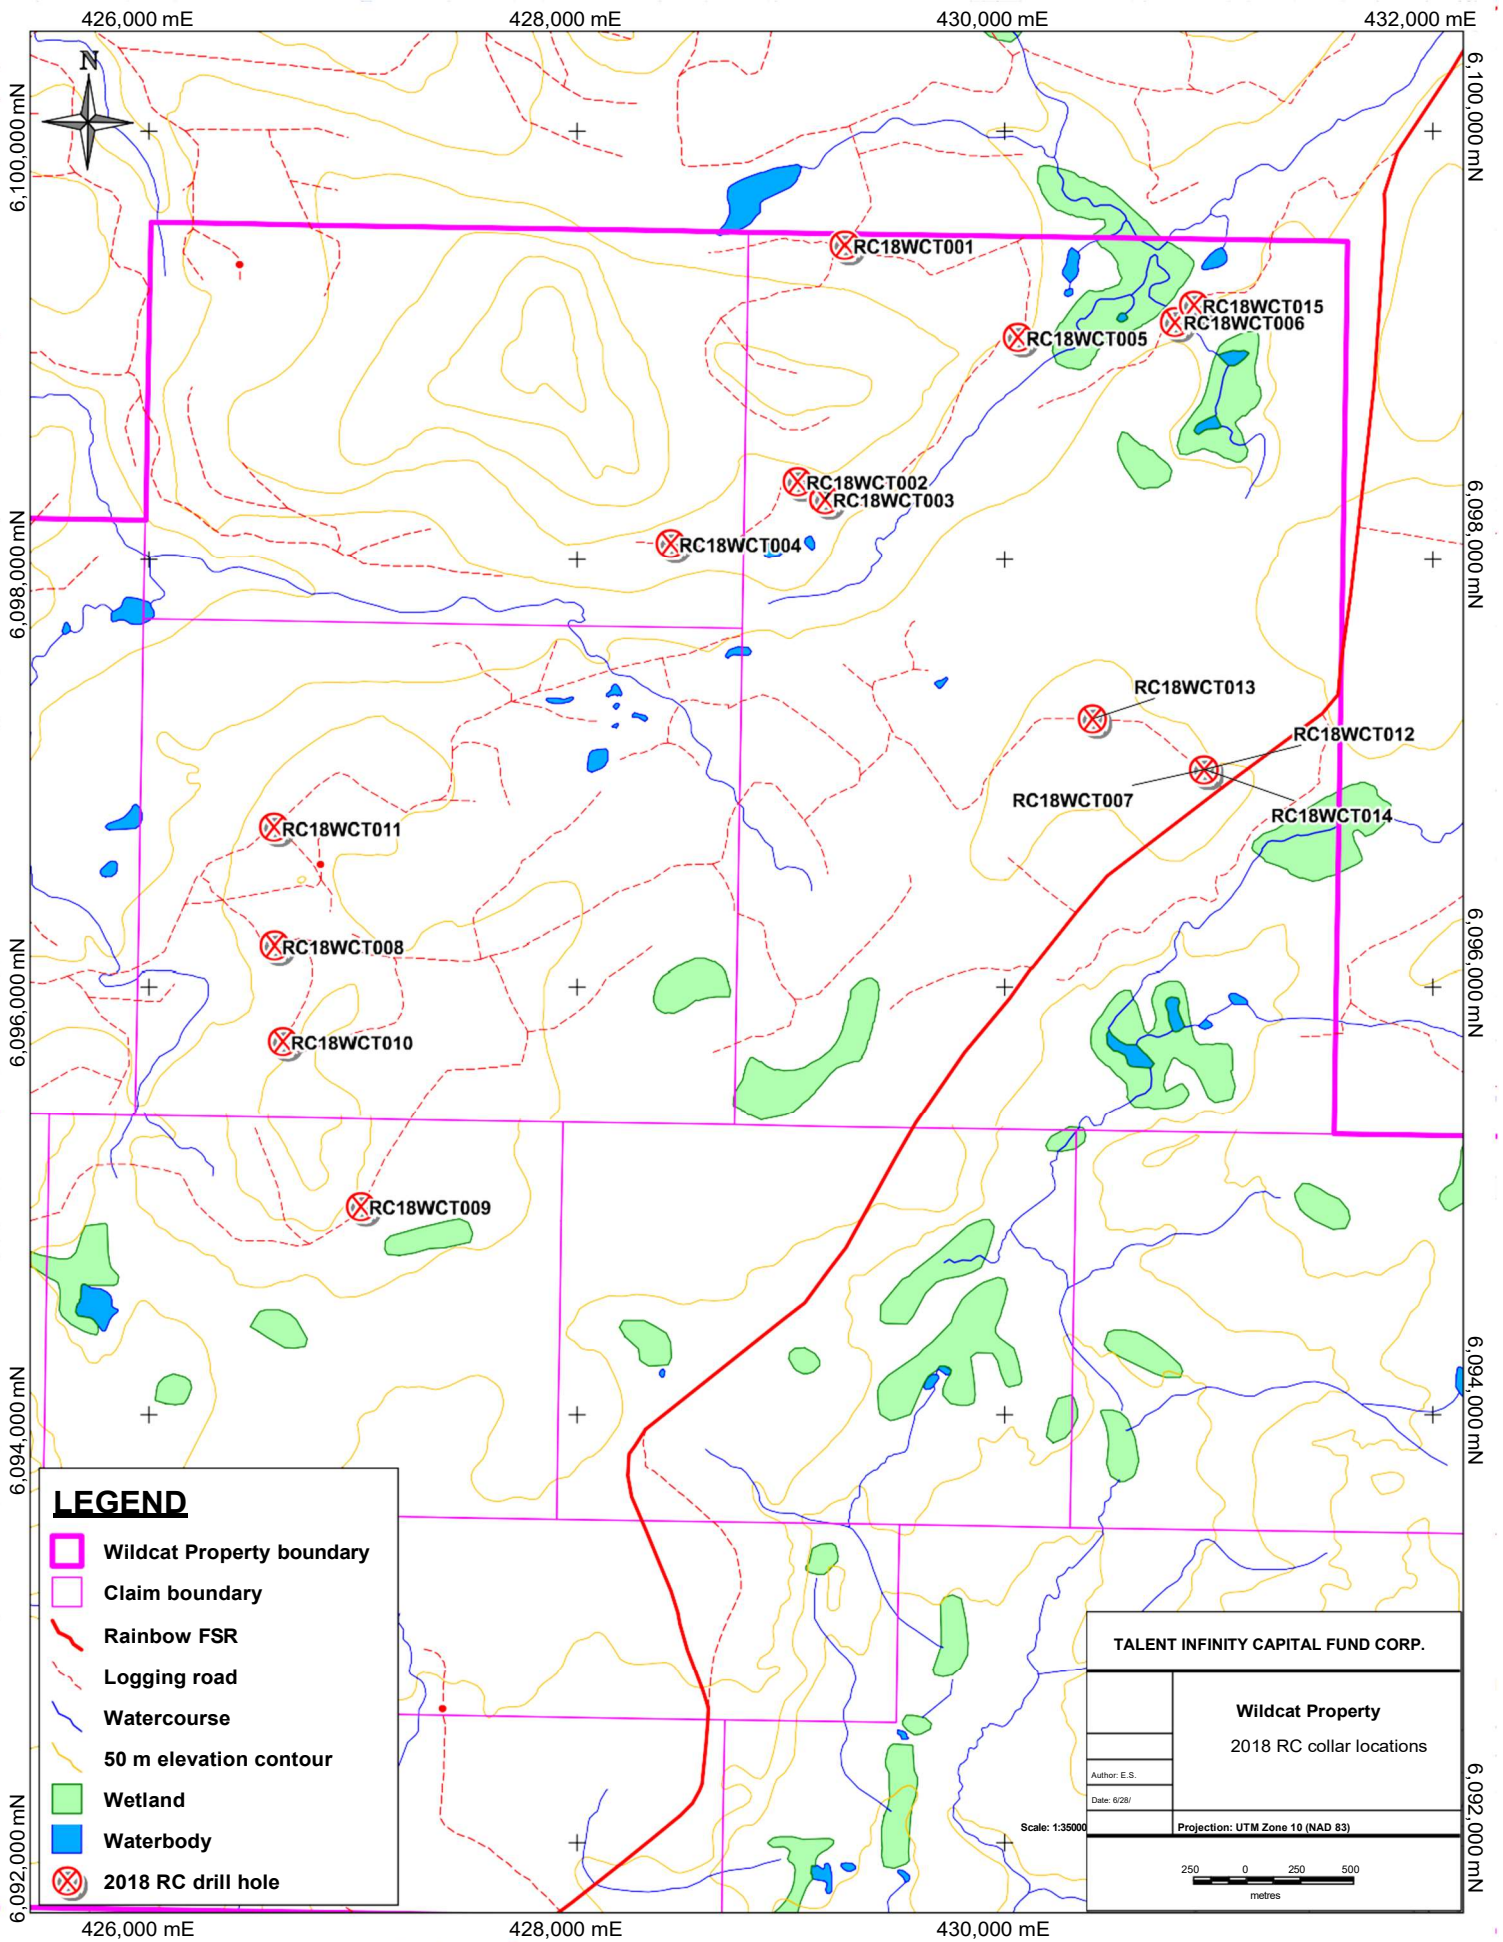 426,000 mE
428,000 mE
430,000 mE
432,000 mE
6,100,000 mN
6,100,000 mN
N
RC18WCT001
RC18WCT015
RC18WCT006
RC18WCT005
RC18WCT002
RC18WCT003
RC18WCT004
6,098,000 mN
6,098,000 mN
RC18WCT013
RC18WCT012
RC18WCT007
RC18WCT014
RC18WCT011
RC18WCT008
RC18WCT010
6,096,000 mN
6,096,000 mN
RC18WCT009
6,094,000 mN
6,094,000 mN
LEGEND
Wildcat Property boundary
Claim boundary
Rainbow FSR
Logging road
Watercourse
50 m elevation contour
Wetland
Waterbody
2018 RC drill hole
TALENT INFINITY CAPITAL FUND CORP.
Wildcat Property
2018 RC collar locations
Author: E.S.
Date: 6/28/
Scale: 1:35000
Projection: UTM Zone 10 (NAD 83)
250 0 250 500
metres
6,092,000 mN
6,092,000 mN
426,000 mE
428,000 mE
430,000 mE